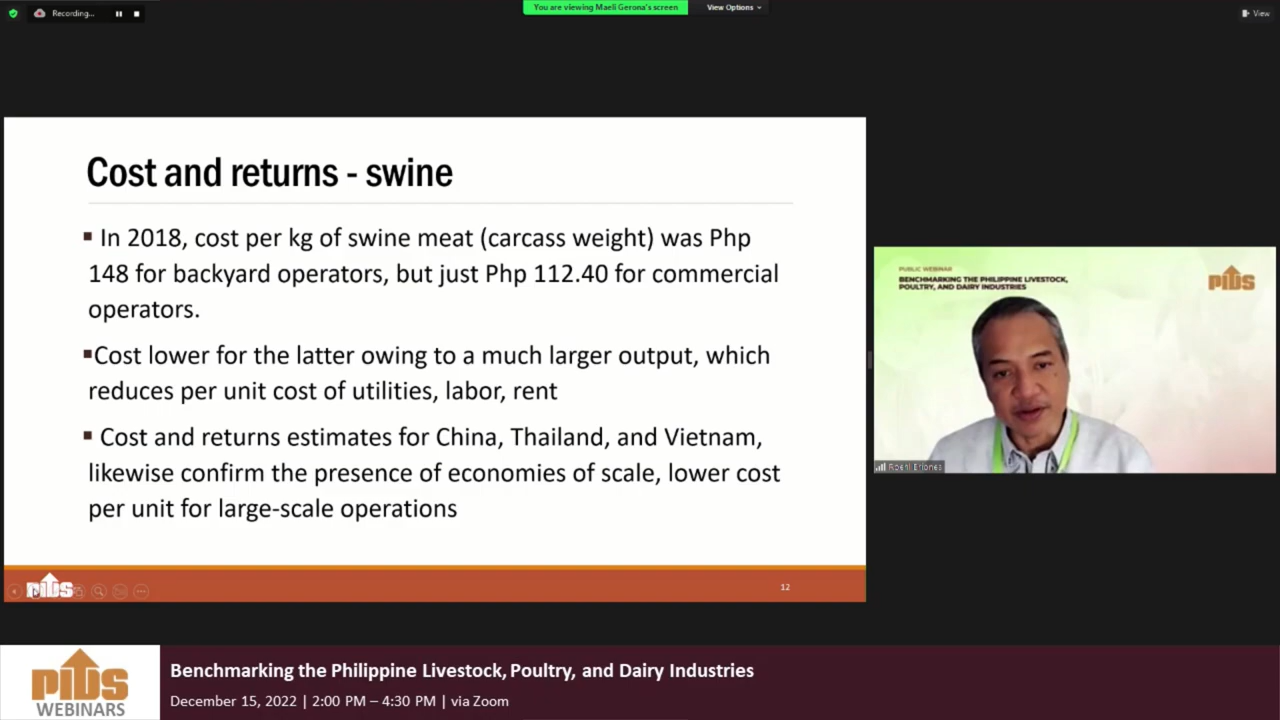 Recording...
You are viewing Maeli Gerona's screen
View Options
View
Cost and returns - swine
▪ In 2018, cost per kg of swine meat (carcass weight) was Php
148 for backyard operators, but just Php 112.40 for commercial
operators.
▪Cost lower for the latter owing to a much larger output, which
reduces per unit cost of utilities, labor, rent
▪ Cost and returns estimates for China, Thailand, and Vietnam,
likewise confirm the presence of economies of scale, lower cost
per unit for large-scale operations
PIDS
12
PUBLIC WEBINAR
BENCHMARKING THE PHILIPPINE LIVESTOCK,
POULTRY, AND DAIRY INDUSTRIES
PIDS
Roehl Briones
PIDS
WEBINARS
Benchmarking the Philippine Livestock, Poultry, and Dairy Industries
December 15, 2022 | 2:00 PM – 4:30 PM | via Zoom